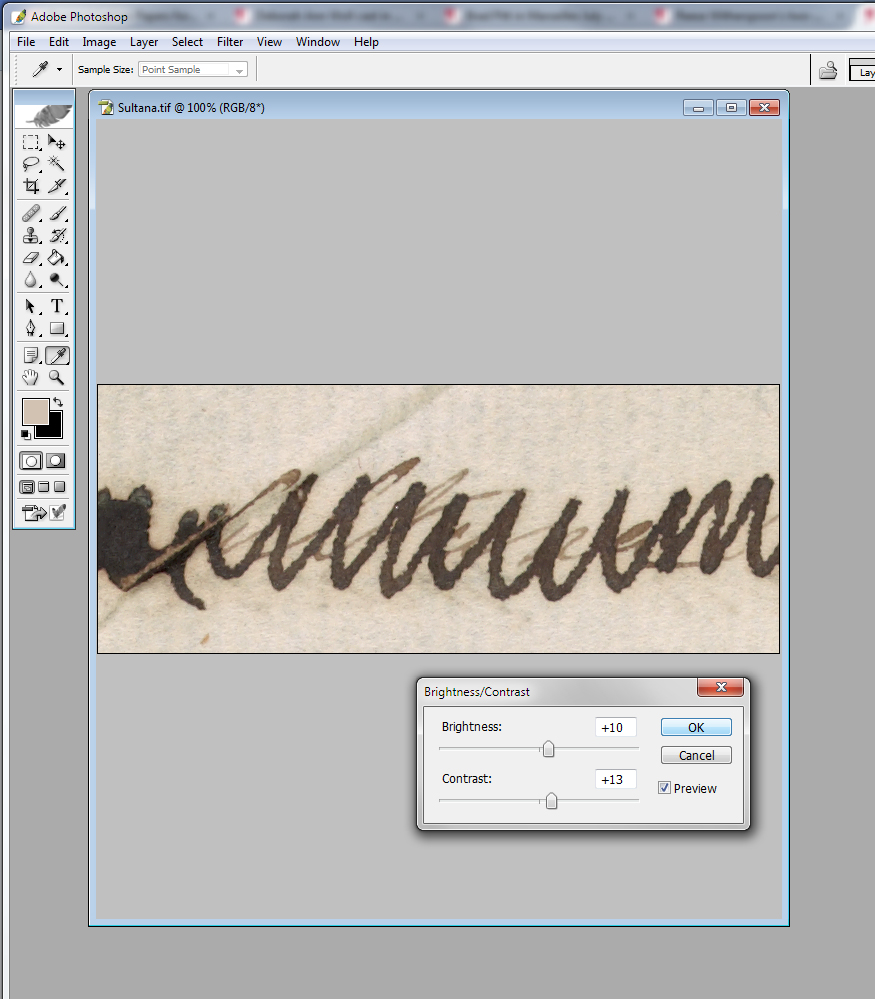 Adobe Photoshop
File Edit Image Layer Select Filter View Window Help
Sample Size: Point Sample
Lay
Sultana.tif @ 100% (RGB/8*)
T
Brightness/Contrast
Brightness: +10 OK
Cancel
Contrast: +13
Preview